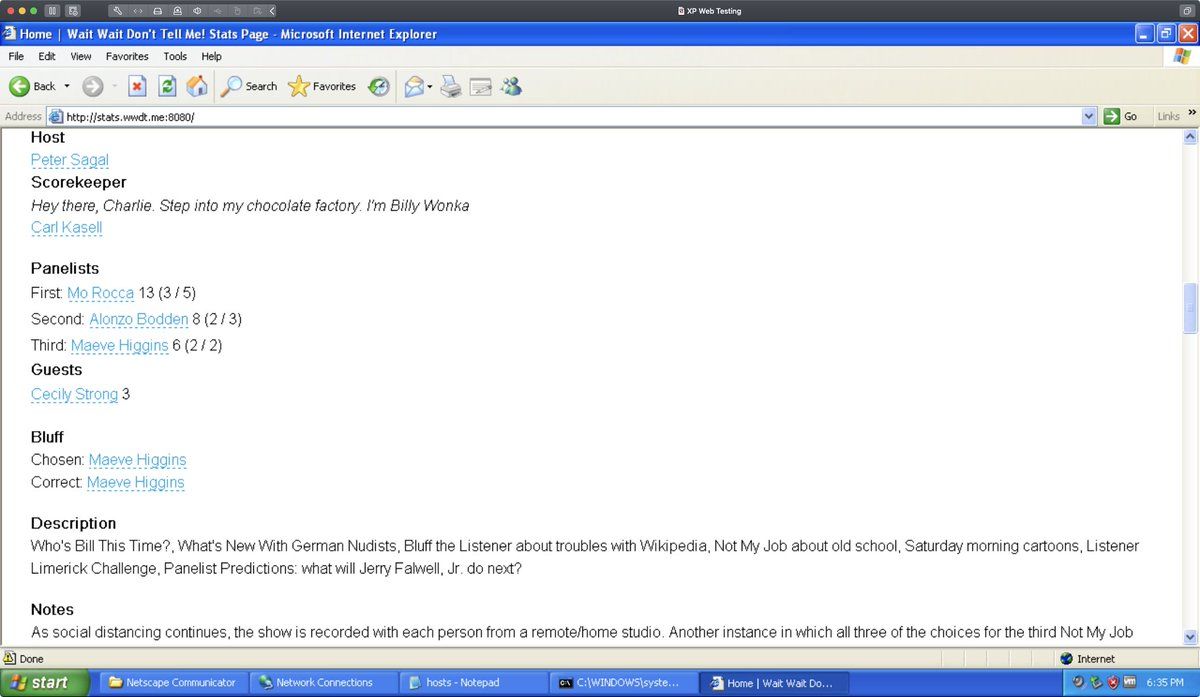 XP Web Testing
Home | Wait Wait Don't Tell Me! Stats Page - Microsoft Internet Explorer
File Edit View Favorites Tools Help
Back Search Favorites
Address http://stats.wwdt.me:8080/ Go Links »
Host
Peter Sagal
Scorekeeper
Hey there, Charlie. Step into my chocolate factory. I'm Billy Wonka
Carl Kasell
Panelists
First: Mo Rocca 13 (3 / 5)
Second: Alonzo Bodden 8 (2 / 3)
Third: Maeve Higgins 6 (2 / 2)
Guests
Cecily Strong 3
Bluff
Chosen: Maeve Higgins
Correct: Maeve Higgins
Description
Who's Bill This Time?, What's New With German Nudists, Bluff the Listener about troubles with Wikipedia, Not My Job about old school, Saturday morning cartoons, Listener
Limerick Challenge, Panelist Predictions: what will Jerry Falwell, Jr. do next?
Notes
As social distancing continues, the show is recorded with each person from a remote/home studio. Another instance in which all three of the choices for the third Not My Job
Done Internet
start Netscape Communicator Network Connections hosts - Notepad C:\WINDOWS\syste... Home | Wait Wait Do... 6:35 PM